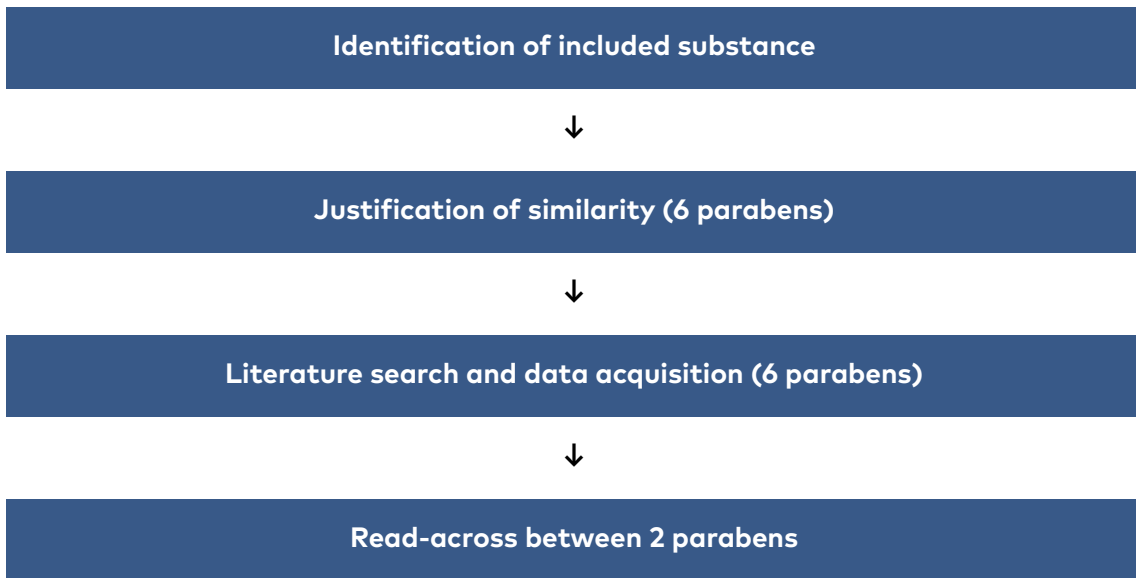 Identification of included substance
↓
Justification of similarity (6 parabens)
↓
Literature search and data acquisition (6 parabens)
↓
Read-across between 2 parabens